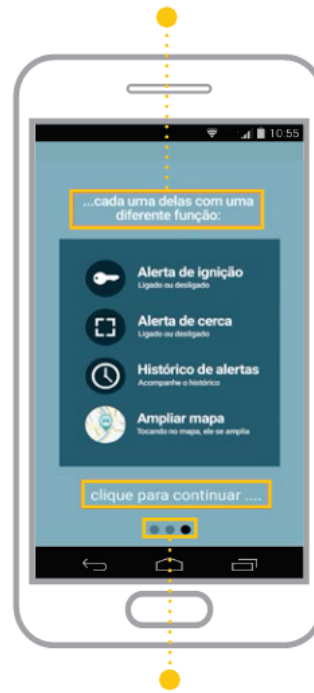 10:55
...cada uma delas com uma
diferente função:
Alerta de ignição
Ligado ou desligado
Alerta de cerca
Ligado ou desligado
Histórico de alertas
Acompanhe o histórico
Ampliar mapa
Tocando no mapa, ele se amplia
clique para continuar ....